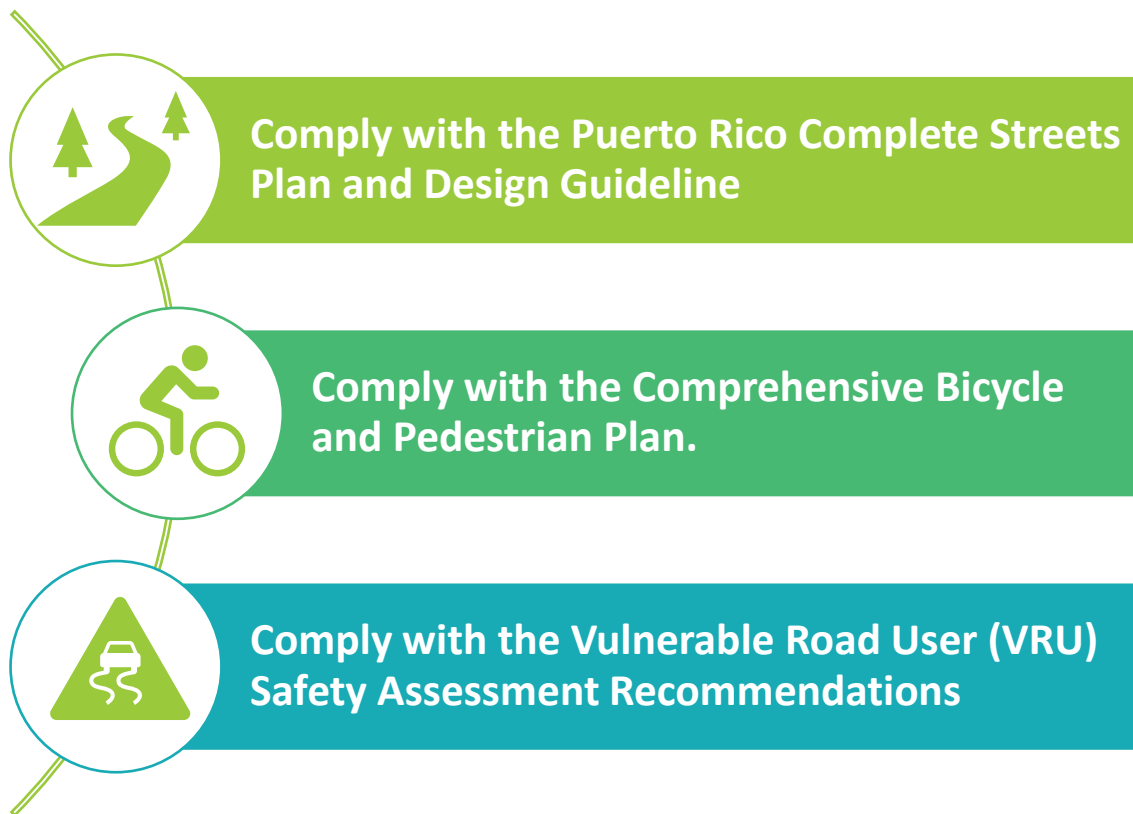 Comply with the Puerto Rico Complete Streets
Plan and Design Guideline
Comply with the Comprehensive Bicycle
and Pedestrian Plan.
Comply with the Vulnerable Road User (VRU)
Safety Assessment Recommendations